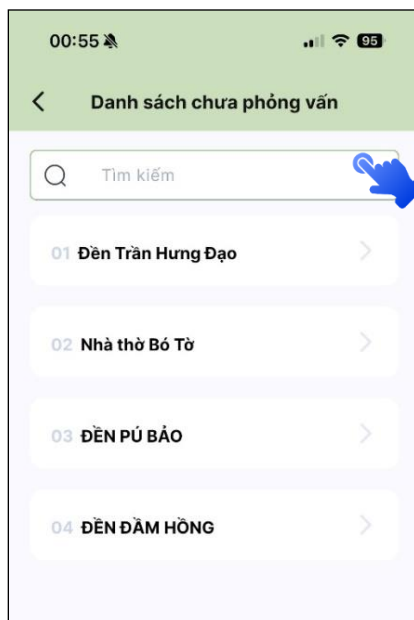 00:55
95
Danh sách chưa phỏng vấn
Tìm kiếm
01 Đền Trần Hưng Đạo
02 Nhà thờ Bó Tờ
03 ĐỀN PÚ BẢO
04 ĐỀN ĐẦM HỒNG